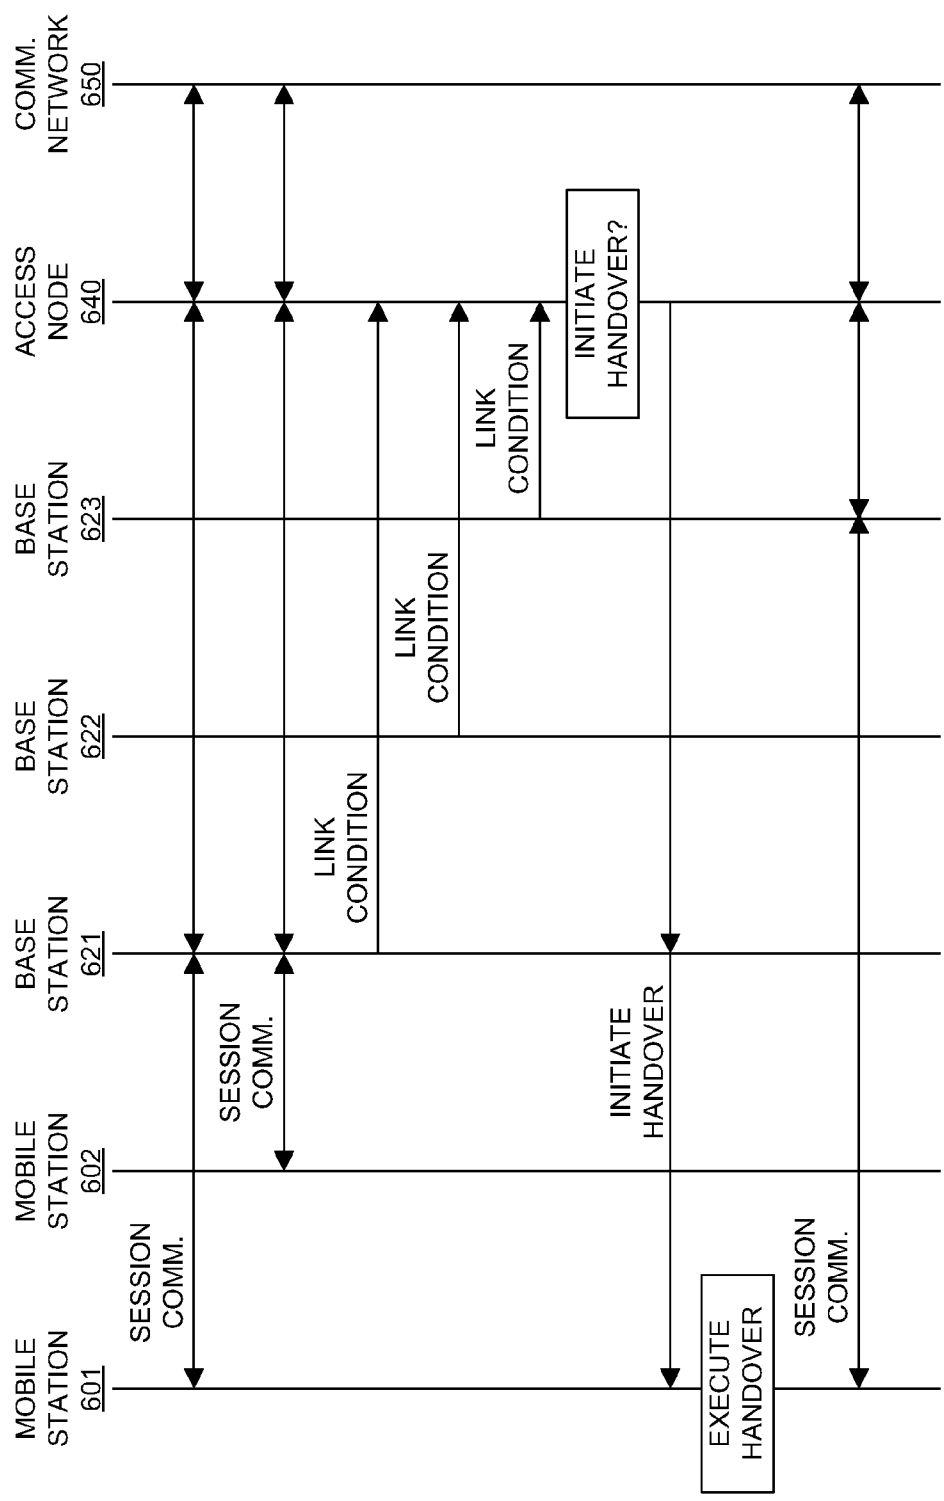 MOBILE
STATION
601
MOBILE
STATION
602
BASE
STATION
621
BASE
STATION
622
BASE
STATION
623
ACCESS
NODE
640
COMM.
NETWORK
650
SESSION
COMM.
SESSION
COMM.
LINK
CONDITION
LINK
CONDITION
LINK
CONDITION
INITIATE
HANDOVER?
INITIATE
HANDOVER
EXECUTE
HANDOVER
SESSION
COMM.